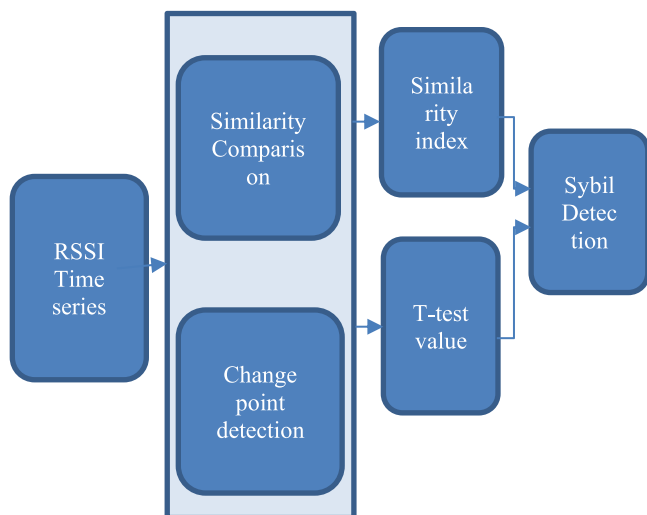 RSSI
Time
series
Similarity
Comparis
on
Change
point
detection
Simila
rity
index
T-test
value
Sybil
Detec
tion